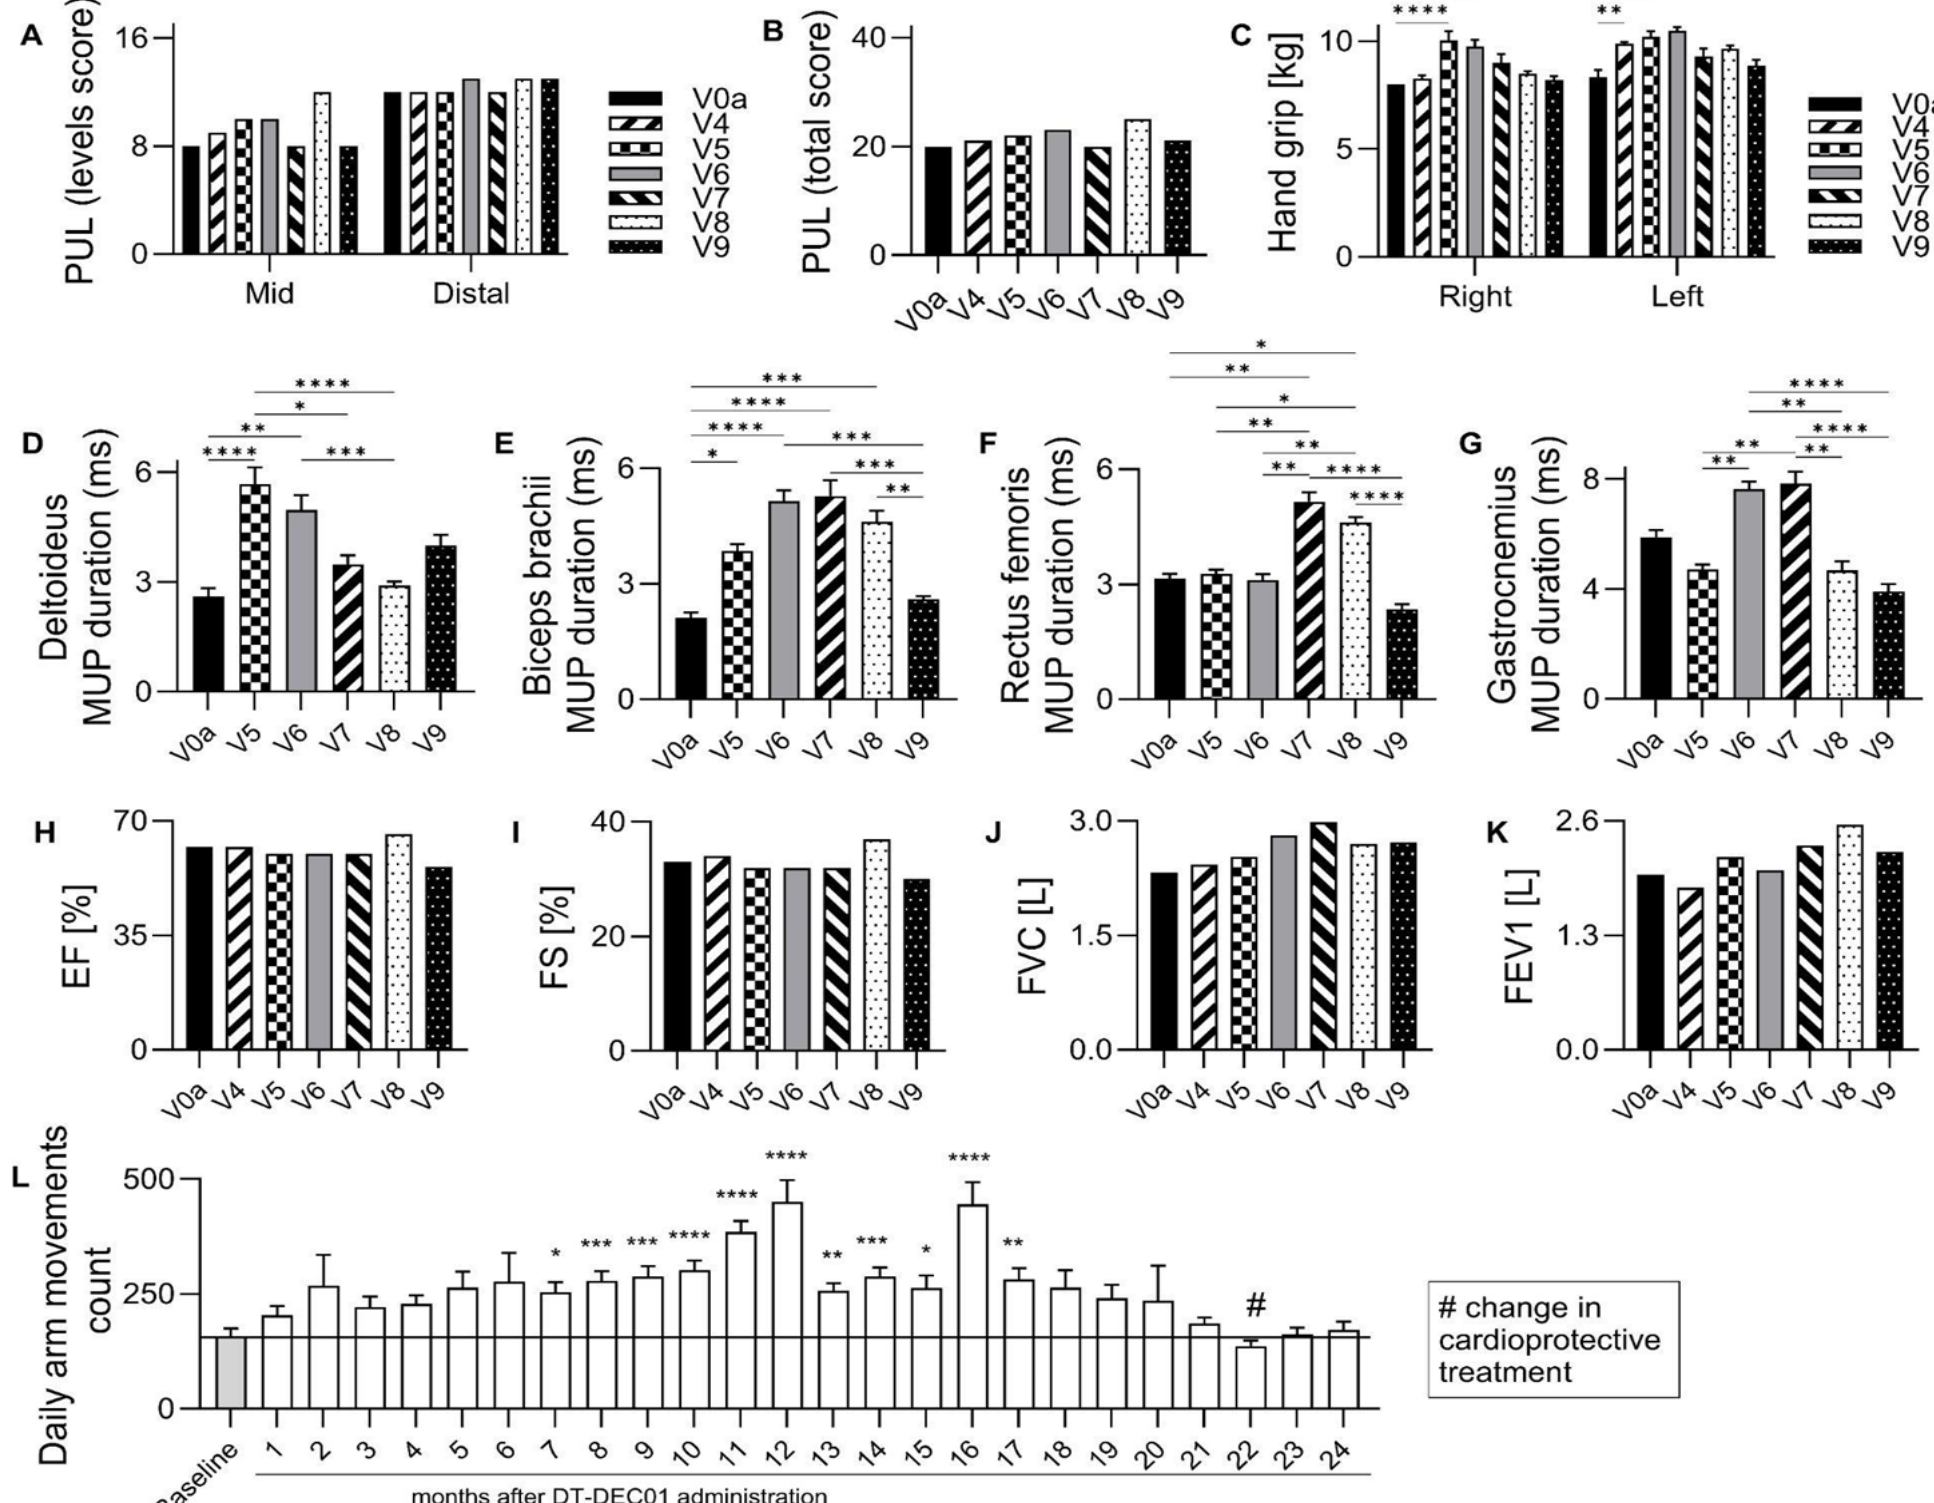 A
PUL (levels score)
16
8
0
Mid
Distal
V0a
V4
V5
V6
V7
V8
V9
B
PUL (total score)
40
20
0
V0a
V4
V5
V6
V7
V8
V9
C
Hand grip [kg]
10
5
0
****
**
Right
Left
V4
V5
V6
V7
V8
V9
D
Deltoideus
MUP duration (ms)
6
3
0
****
*
**
****
***
V0a
V5
V6
V7
V8
V9
E
Biceps brachii
MUP duration (ms)
6
3
0
***
****
****
***
*
***
**
V0a
V5
V6
V7
V8
V9
F
Rectus femoris
MUP duration (ms)
6
3
0
*
**
*
**
**
**
****
****
V0a
V5
V6
V7
V8
V9
G
Gastrocnemius
MUP duration (ms)
8
4
0
****
**
****
**
**
**
V0a
V5
V6
V7
V8
V9
H
EF [%]
70
35
0
V0a
V4
V5
V6
V7
V8
V9
I
FS [%]
40
20
0
V0a
V4
V5
V6
V7
V8
V9
J
FVC [L]
3.0
1.5
0.0
V0a
V4
V5
V6
V7
V8
V9
K
FEV1 [L]
2.6
1.3
0.0
V0a
V4
V5
V6
V7
V8
V9
L
Daily arm movements
count
500
250
0
*
***
***
****
****
****
**
***
*
****
**
#
Baseline
1
2
3
4
5
6
7
8
9
10
11
12
13
14
15
16
17
18
19
20
21
22
23
24
months after DT-DEC01 administration
# change in
cardioprotective
treatment